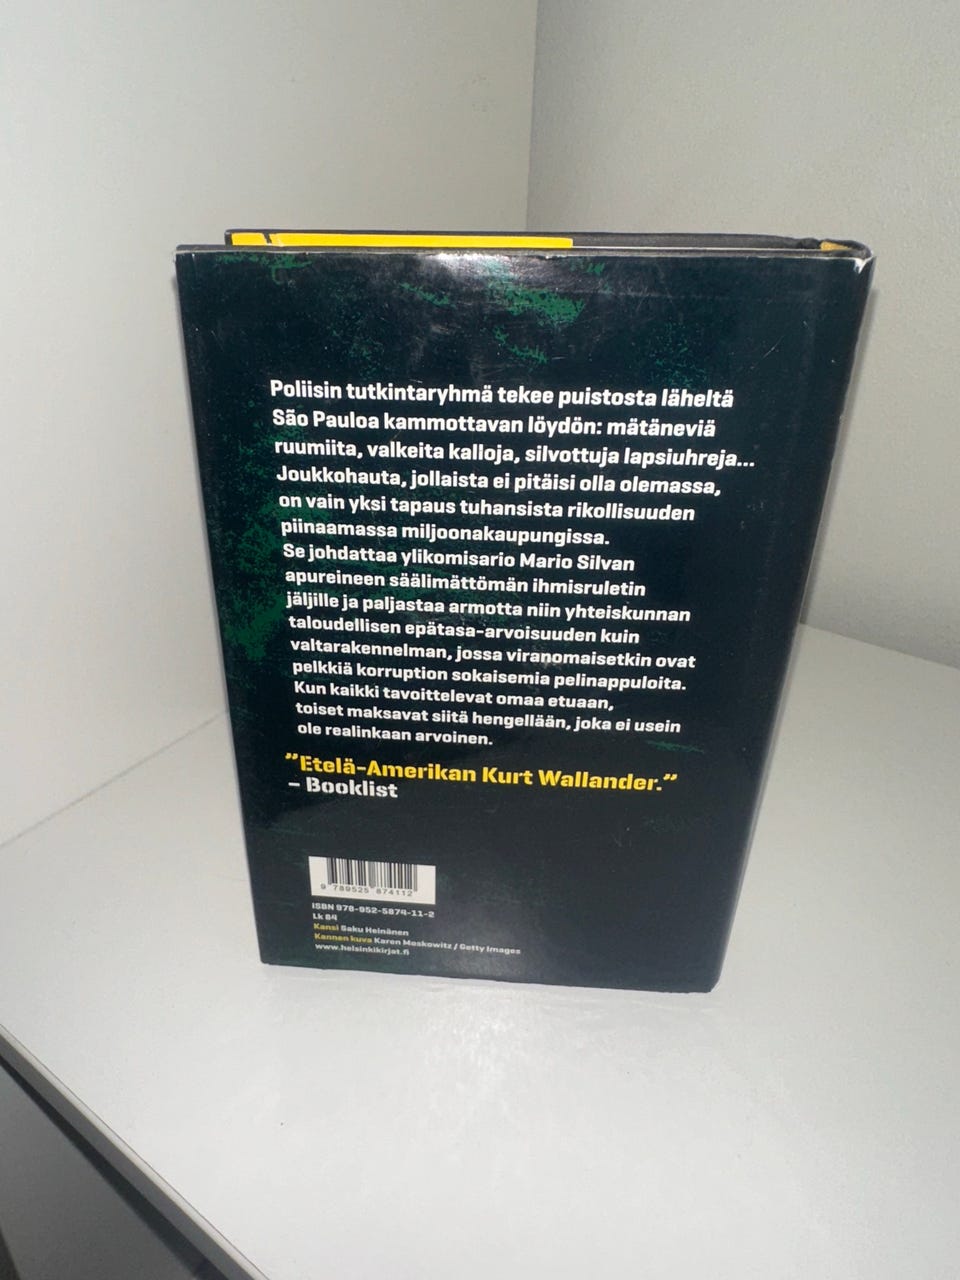 Poliisin tutkintaryhmä tekee puistosta läheltä
São Pauloa kammottavan löydön: mätäneviä
ruumiita, valkeita kalloja, silvottuja lapsiuhreja...
Joukkohauta, jollaista ei pitäisi olla olemassa,
on vain yksi tapaus tuhansista rikollisuuden
piinaamassa miljoonakaupungissa.
Se johdattaa ylikomisario Mario Silvan
apureineen säälimättömän ihmisruletin
jäljille ja paljastaa armotta niin yhteiskunnan
taloudellisen epätasa-arvoisuuden kuin
valtarakennelman, jossa viranomaisetkin ovat
pelkkiä korruption sokaisemia pelinappuloita.
Kun kaikki tavoittelevat omaa etuaan,
toiset maksavat siitä hengellään, joka ei usein
ole realinkaan arvoinen.
”Etelä-Amerikan Kurt Wallander.”
– Booklist
9 789525 874112
ISBN 978-952-5874-11-2
Lk 84
Kansi Saku Heinänen
Kannen kuva Karen Moskowitz / Getty Images
www.helsinkikirjat.fi